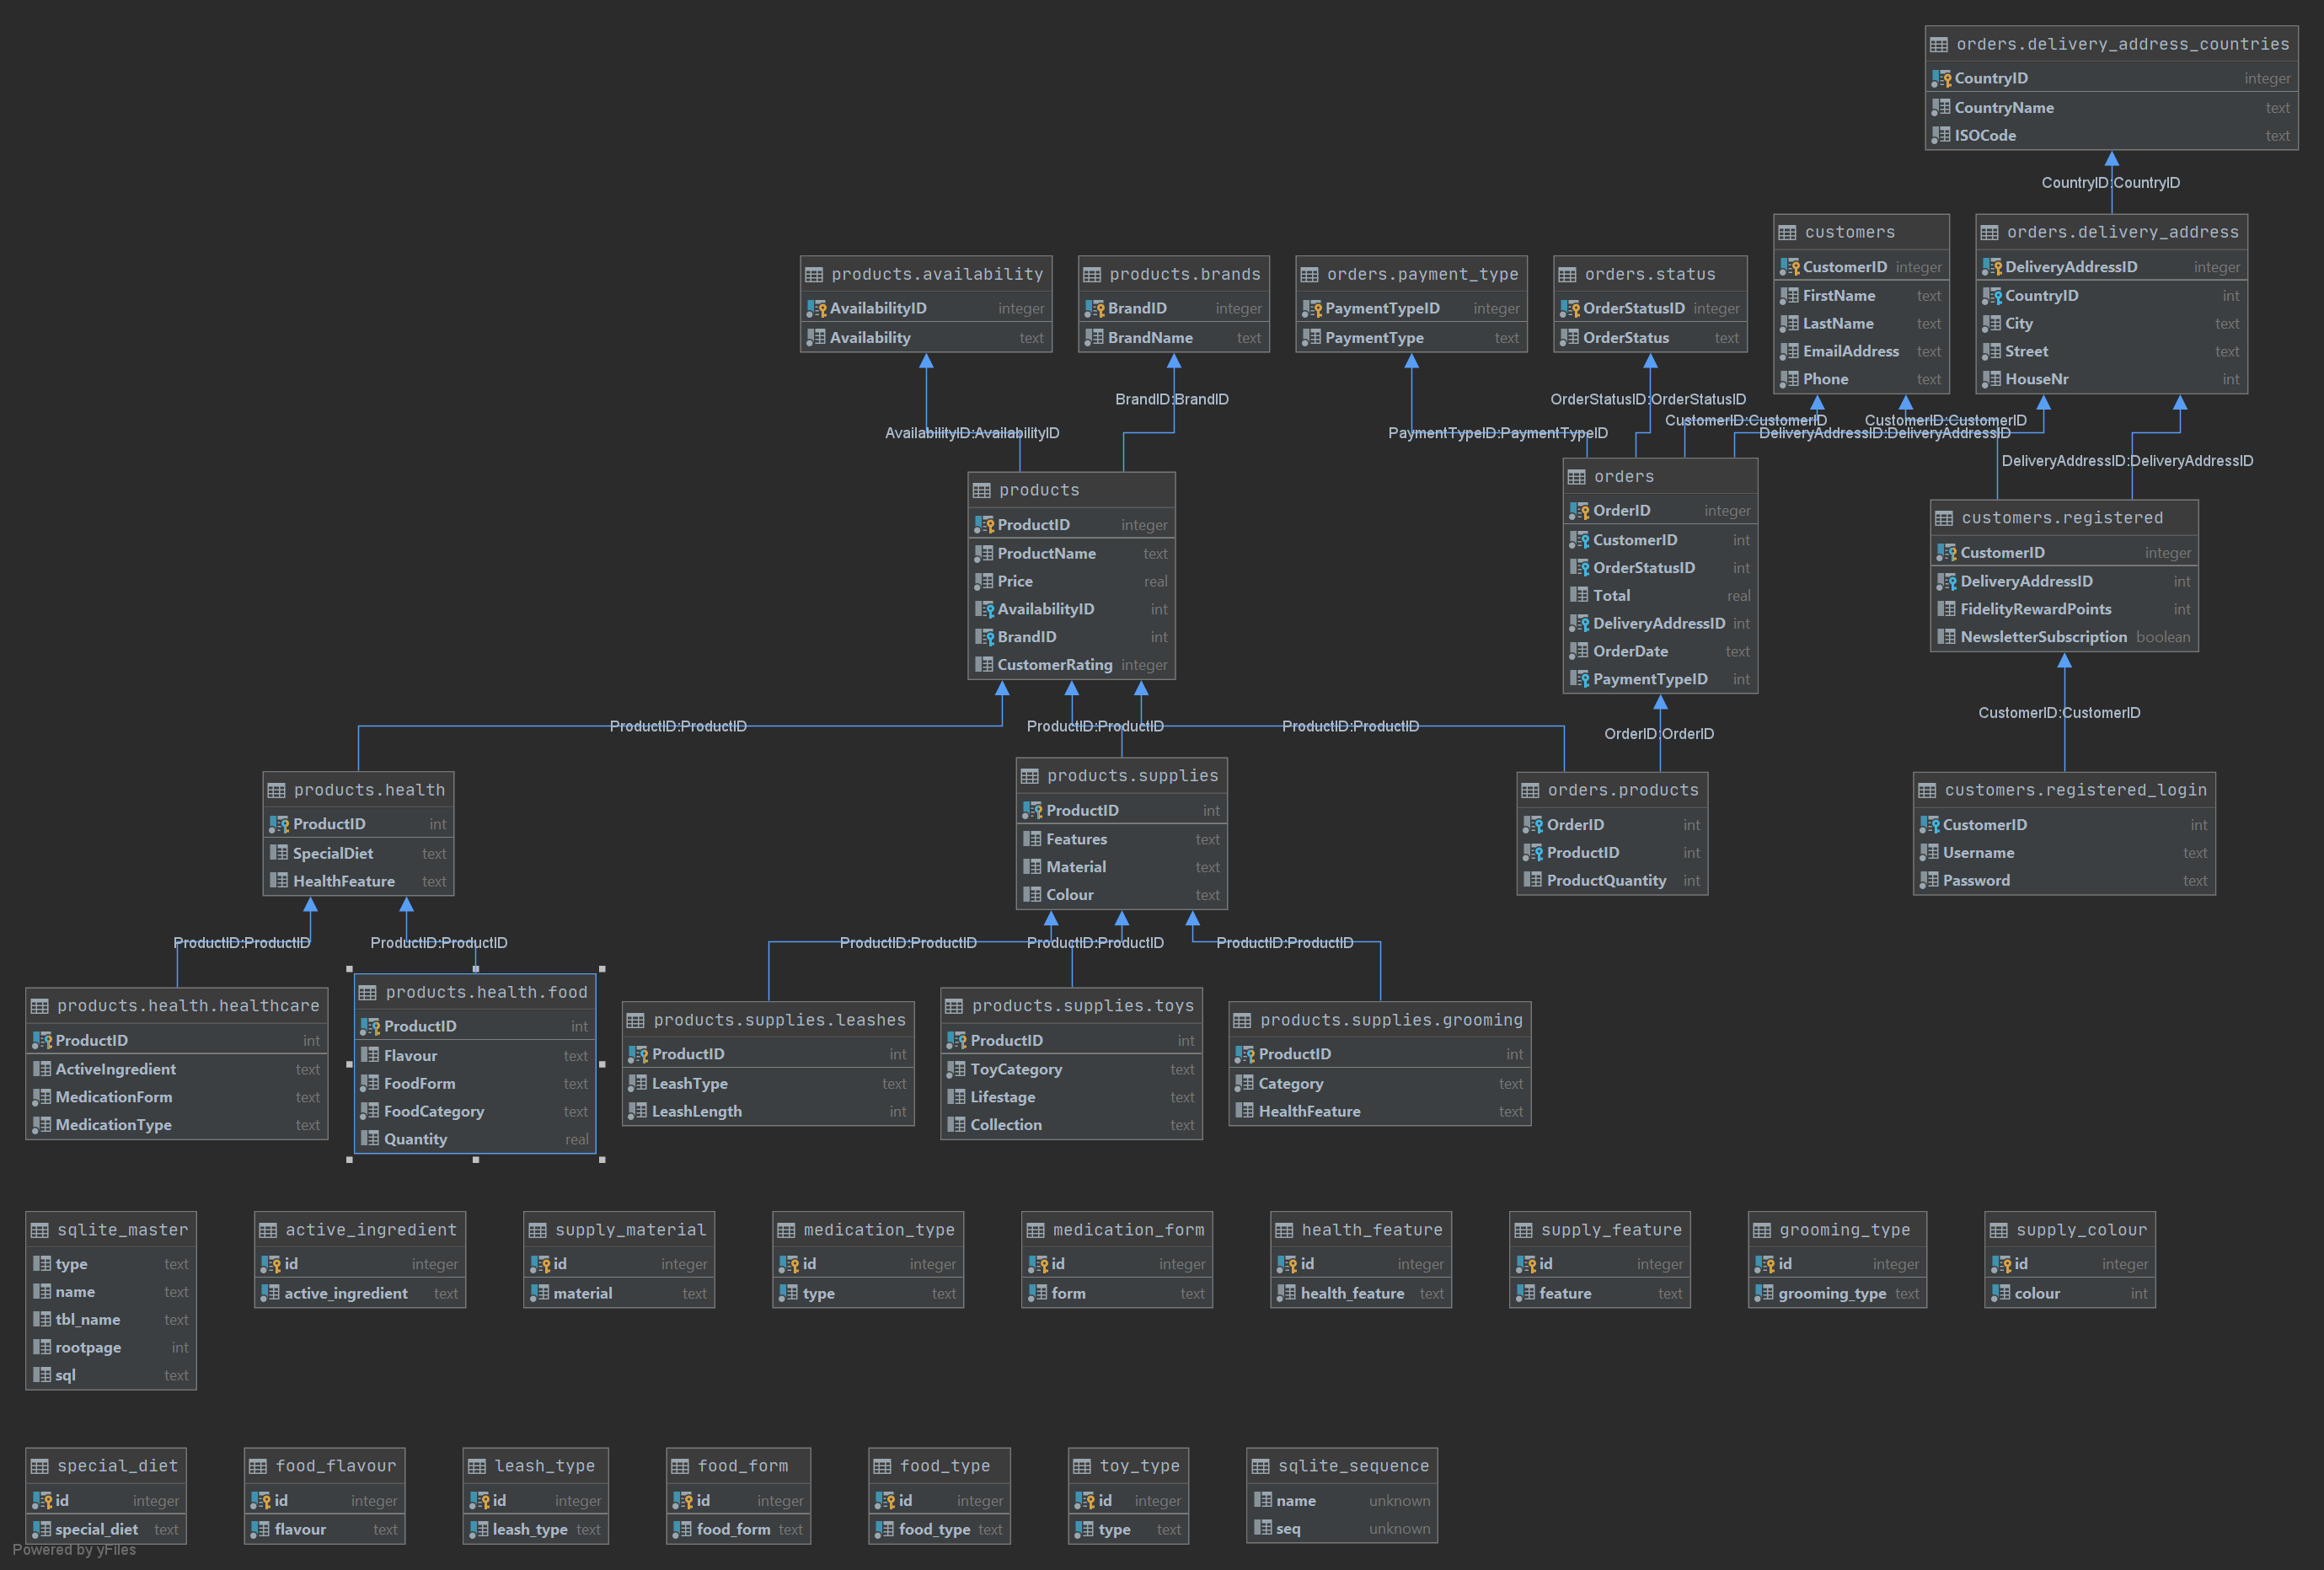 orders.delivery_address_countries
CountryID integer
CountryName text
ISOCode text
CountryID:CountryID
customers
CustomerID integer
FirstName text
LastName text
EmailAddress text
Phone text
orders.delivery_address
DeliveryAddressID integer
CountryID int
City text
Street text
HouseNr int
products.availability
AvailabilityID integer
Availability text
products.brands
BrandID integer
BrandName text
orders.payment_type
PaymentTypeID integer
PaymentType text
orders.status
OrderStatusID integer
OrderStatus text
BrandID:BrandID
OrderStatusID:OrderStatusID
CustomerID:CustomerID
CustomerID:CustomerID
AvailabilityID:AvailabilityID
PaymentTypeID:PaymentTypeID
DeliveryAddressID:DeliveryAddressID
DeliveryAddressID:DeliveryAddressID
products
ProductID integer
ProductName text
Price real
AvailabilityID int
BrandID int
CustomerRating integer
orders
OrderID integer
CustomerID int
OrderStatusID int
Total real
DeliveryAddressID int
OrderDate text
PaymentTypeID int
customers.registered
CustomerID integer
DeliveryAddressID int
FidelityRewardPoints int
NewsletterSubscription boolean
ProductID:ProductID
ProductID:ProductID
ProductID:ProductID
OrderID:OrderID
CustomerID:CustomerID
products.health
ProductID int
SpecialDiet text
HealthFeature text
products.supplies
ProductID int
Features text
Material text
Colour text
orders.products
OrderID int
ProductID int
ProductQuantity int
customers.registered_login
CustomerID int
Username text
Password text
ProductID:ProductID
ProductID:ProductID
ProductID:ProductID
ProductID:ProductID
ProductID:ProductID
products.health.healthcare
ProductID int
ActiveIngredient text
MedicationForm text
MedicationType text
products.health.food
ProductID int
Flavour text
FoodForm text
FoodCategory text
Quantity real
products.supplies.leashes
ProductID int
LeashType text
LeashLength int
products.supplies.toys
ProductID int
ToyCategory text
Lifestage text
Collection text
products.supplies.grooming
ProductID int
Category text
HealthFeature text
sqlite_master
type text
name text
tbl_name text
rootpage int
sql text
active_ingredient
id integer
active_ingredient text
supply_material
id integer
material text
medication_type
id integer
type text
medication_form
id integer
form text
health_feature
id integer
health_feature text
supply_feature
id integer
feature text
grooming_type
id integer
grooming_type text
supply_colour
id integer
colour int
special_diet
id integer
special_diet text
food_flavour
id integer
flavour text
leash_type
id integer
leash_type text
food_form
id integer
food_form text
food_type
id integer
food_type text
toy_type
id integer
type text
sqlite_sequence
name unknown
seq unknown
Powered by yFiles